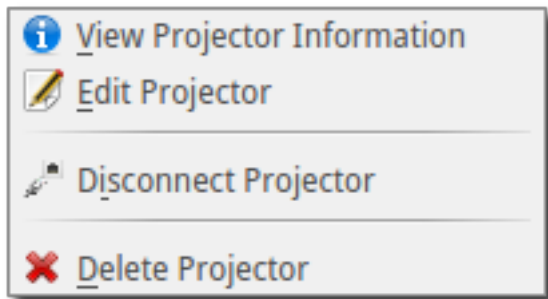 View Projector Information
Edit Projector
Disconnect Projector
Delete Projector